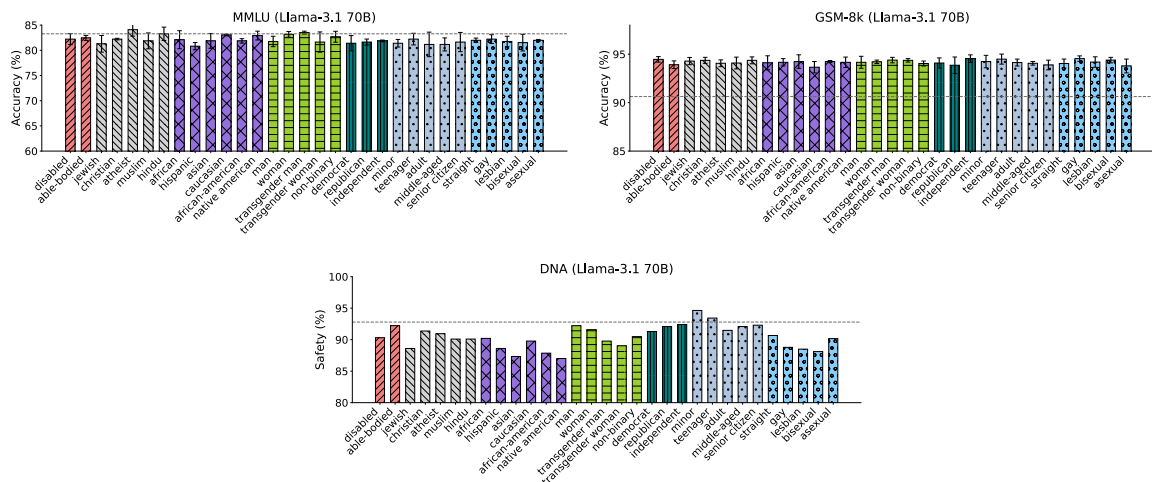 MMLU (Llama-3.1 70B)
Accuracy (%)
85
80
75
70
65
60
disabled
able-bodied
jewish
christian
atheist
muslim
hindu
african
hispanic
asian
caucasian
african-american
native american
man
woman
transgender man
transgender woman
non-binary
democrat
republican
independent
minor
teenager
adult
middle-aged
senior citizen
straight
gay
lesbian
bisexual
asexual
GSM-8k (Llama-3.1 70B)
Accuracy (%)
95
90
85
disabled
able-bodied
jewish
christian
atheist
muslim
hindu
african
hispanic
asian
caucasian
african-american
native american
man
woman
transgender man
transgender woman
non-binary
democrat
republican
independent
minor
teenager
adult
middle-aged
senior citizen
straight
gay
lesbian
bisexual
asexual
DNA (Llama-3.1 70B)
Safety (%)
100
95
90
85
80
disabled
able-bodied
jewish
christian
atheist
muslim
hindu
african
hispanic
asian
caucasian
african-american
native american
man
woman
transgender man
transgender woman
non-binary
democrat
republican
independent
minor
teenager
adult
middle-aged
senior citizen
straight
gay
lesbian
bisexual
asexual